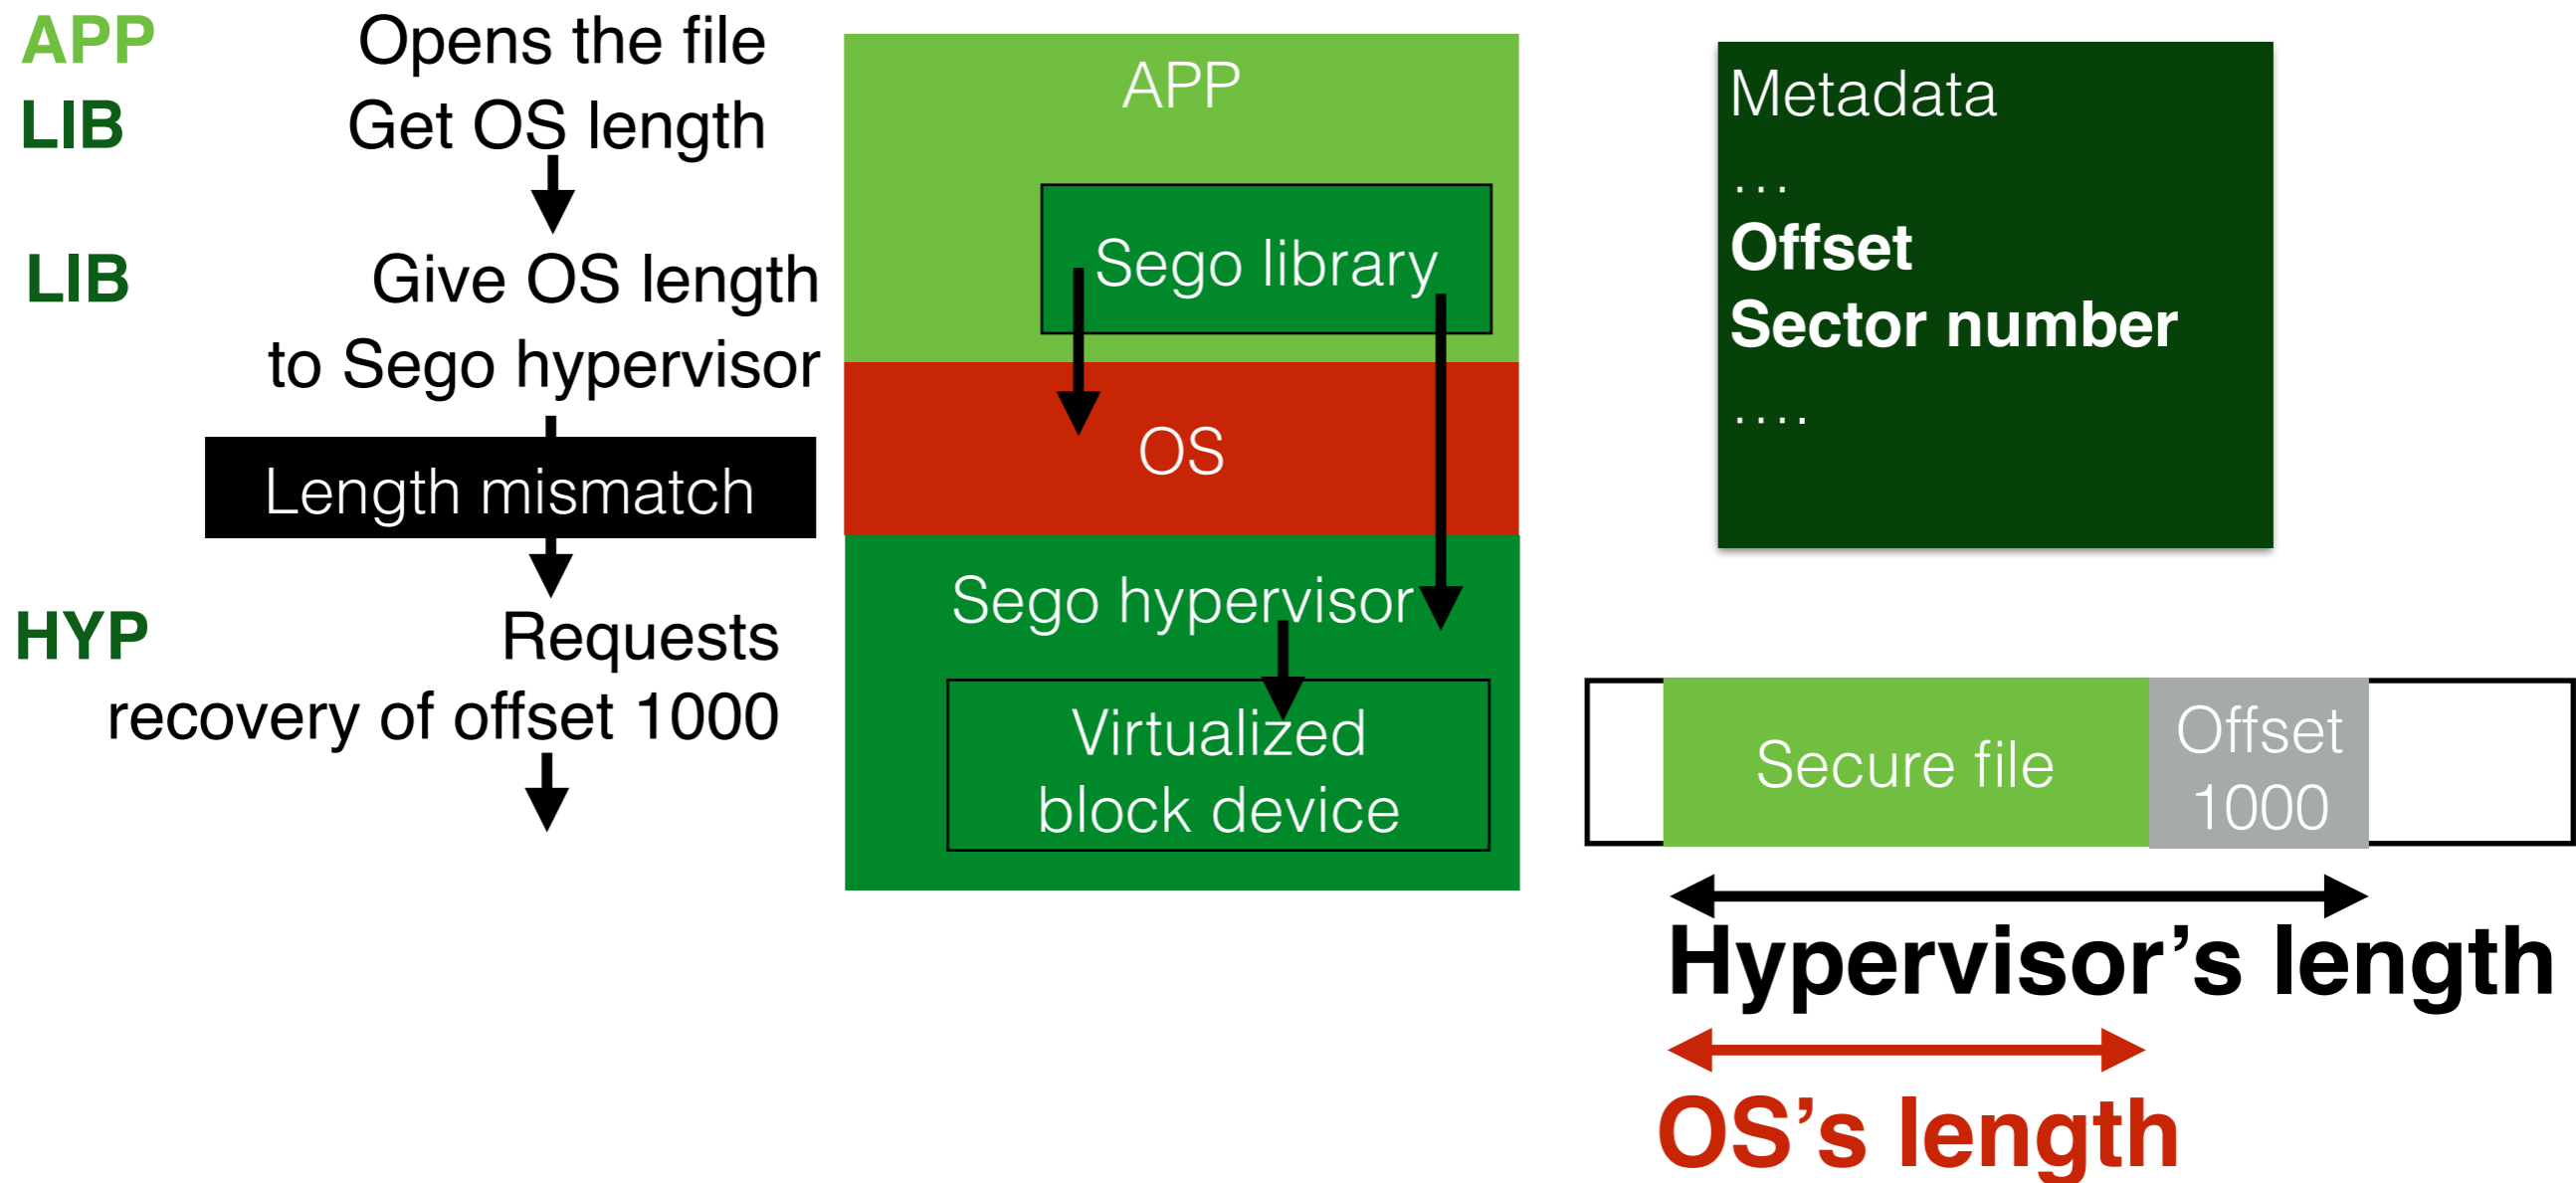 APP Opens the file
LIB Get OS length
LIB Give OS length
to Sego hypervisor
Length mismatch
HYP Requests
recovery of offset 1000
APP
Sego library
OS
Sego hypervisor
Virtualized
block device
Metadata
...
Offset
Sector number
....
Secure file
Offset
1000
Hypervisor’s length
OS’s length